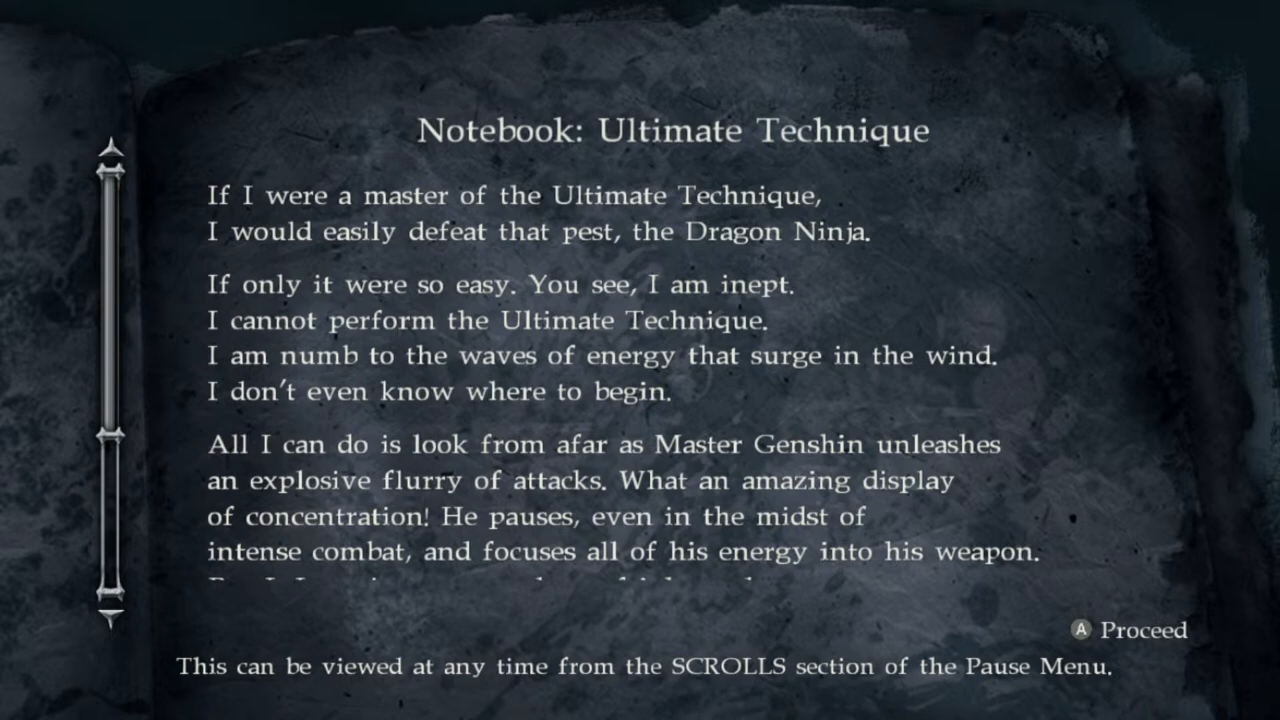 Notebook: Ultimate Technique
If I were a master of the Ultimate Technique,
I would easily defeat that pest, the Dragon Ninja.
If only it were so easy. You see, I am inept.
I cannot perform the Ultimate Technique.
I am numb to the waves of energy that surge in the wind.
I don't even know where to begin.
All I can do is look from afar as Master Genshin unleashes
an explosive flurry of attacks. What an amazing display
of concentration! He pauses, even in the midst of
intense combat, and focuses all of his energy into his weapon.
A Proceed
This can be viewed at any time from the SCROLLS section of the Pause Menu.